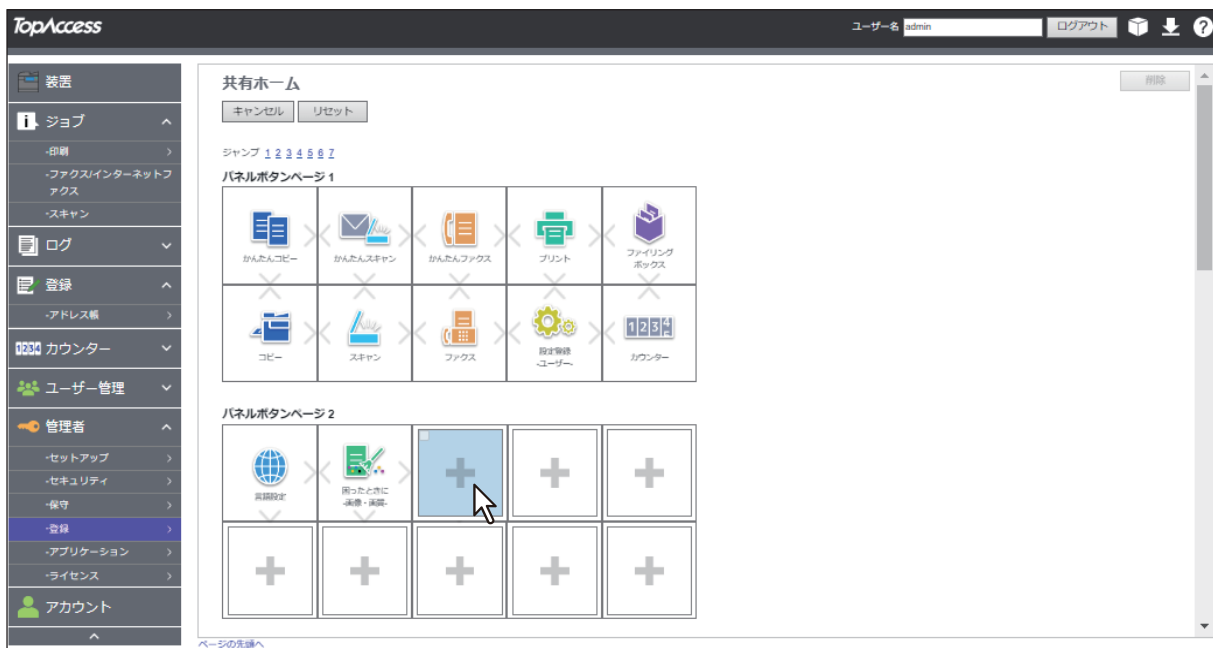 TopAccess
ユーザー名 admin ログアウト ?
装置
ジョブ
-印刷
-ファクス/インターネットフ
ァクス
-スキャン
ログ
登録
-アドレス帳
1234 カウンター
ユーザー管理
管理者
-セットアップ
-セキュリティ
-保守
-登録
-アプリケーション
-ライセンス
アカウント
共有ホーム
削除
キャンセル リセット
ジャンプ 1 2 3 4 5 6 7
パネルボタンページ 1
かんたんコピー かんたんスキャン かんたんファクス プリント ファイリング
ボックス
コピー スキャン ファクス 設定登録
-ユーザー- カウンター
パネルボタンページ 2
言語設定 困ったときに
-画像・画質-
ページの先頭へ